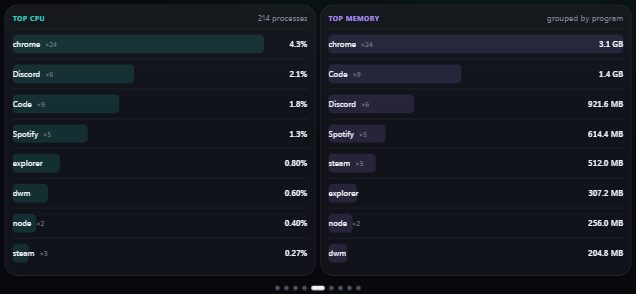 TOP CPU 214 processes
chrome ×24 4.3%
Discord ×6 2.1%
Code ×9 1.8%
Spotify ×5 1.3%
explorer 0.80%
dwm 0.60%
node ×2 0.40%
steam ×3 0.27%
TOP MEMORY grouped by program
chrome ×24 3.1 GB
Code ×9 1.4 GB
Discord ×6 921.6 MB
Spotify ×5 614.4 MB
steam ×3 512.0 MB
explorer 307.2 MB
node ×2 256.0 MB
dwm 204.8 MB